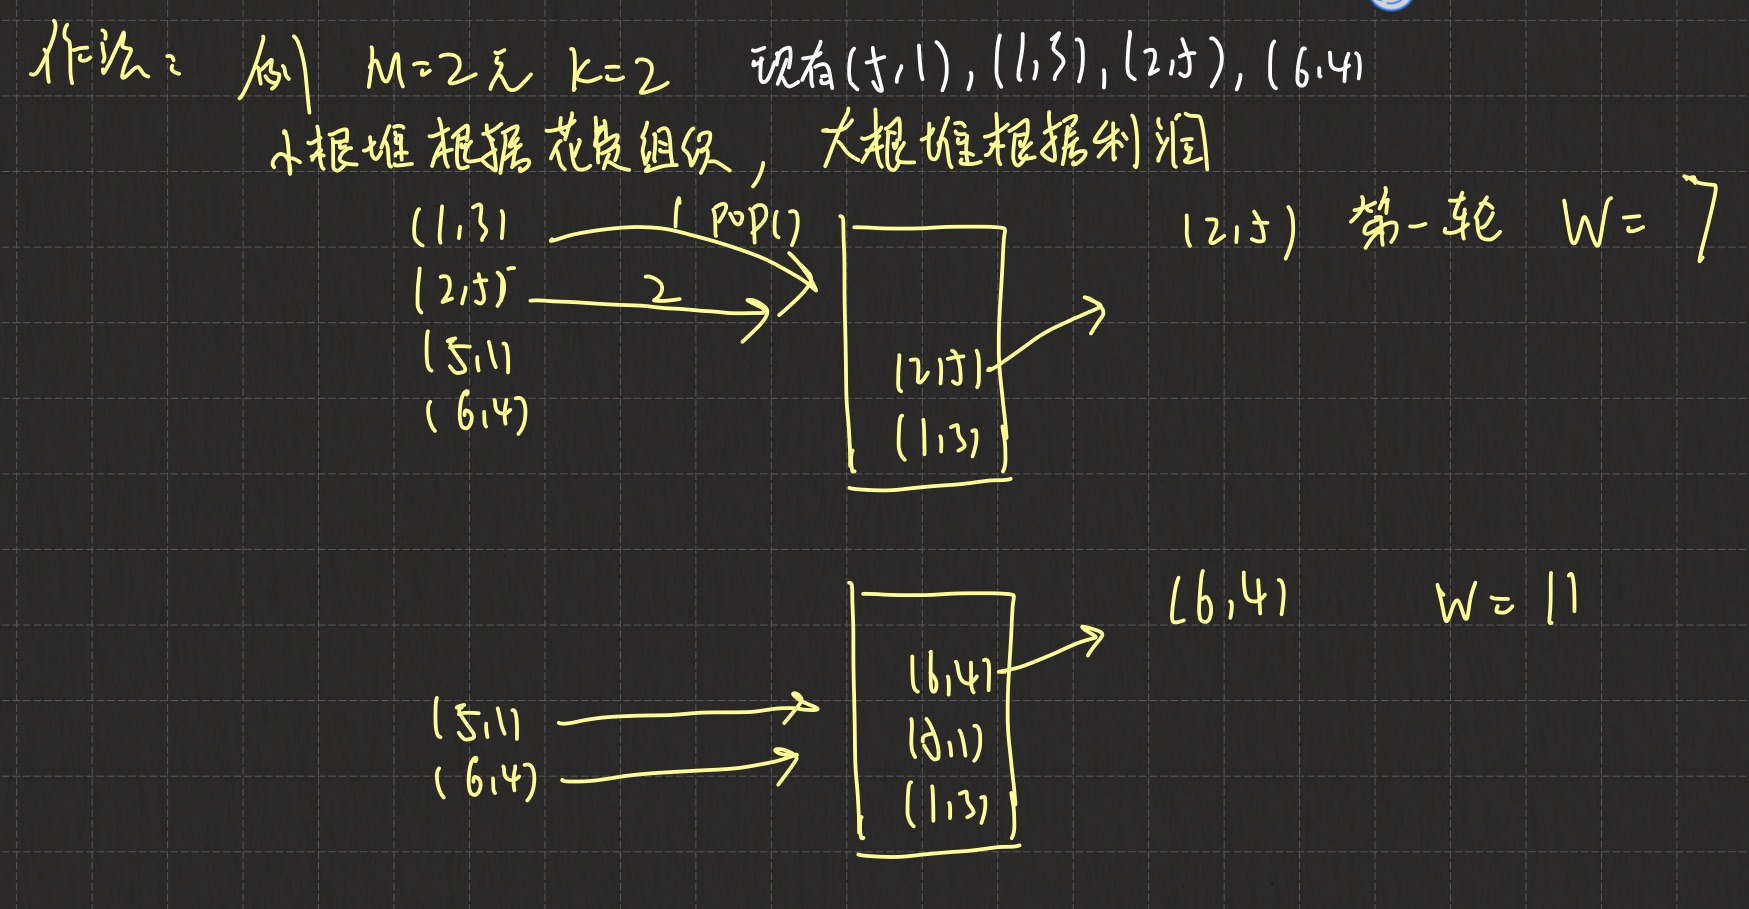 作法： 例 M=2元 K=2 现有(5,1),(1,3),(2,5),(6,4)
小根堆根据花费组织, 大根堆根据利润
(1,3) 1 POP() (2,5) 第一轮 W=7
(2,5) 2
(5,1) (2,5)
(6,4) (1,3)
(6,4) W=11
(6,4)
(5,1) (5,1)
(6,4) (1,3)